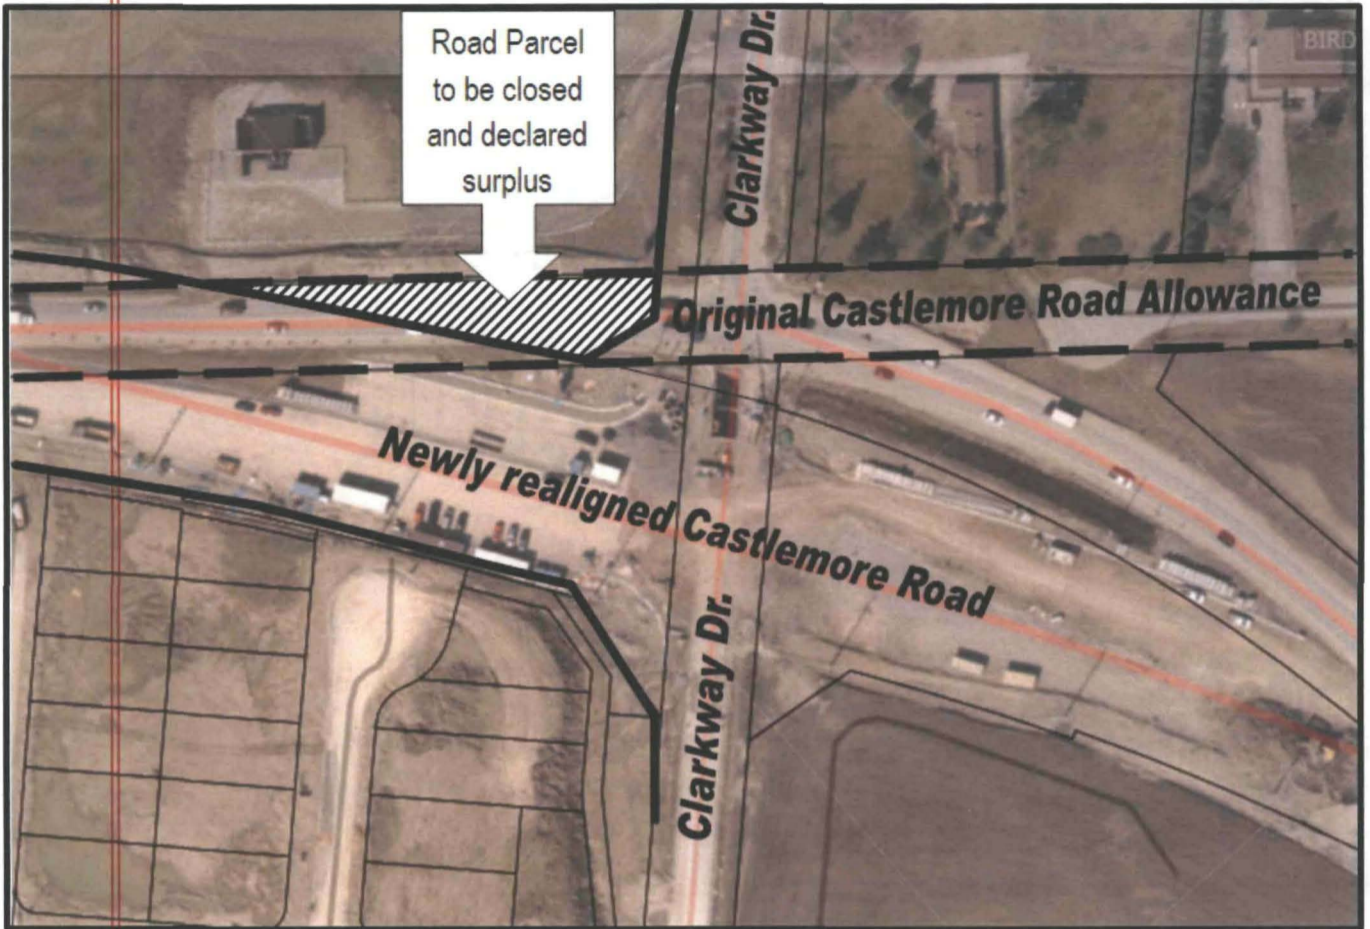 Road Parcel
to be closed
and declared
surplus
Clarkway Dr.
BIRD
Original Castlemore Road Allowance
Newly realigned Castlemore Road
Clarkway Dr.